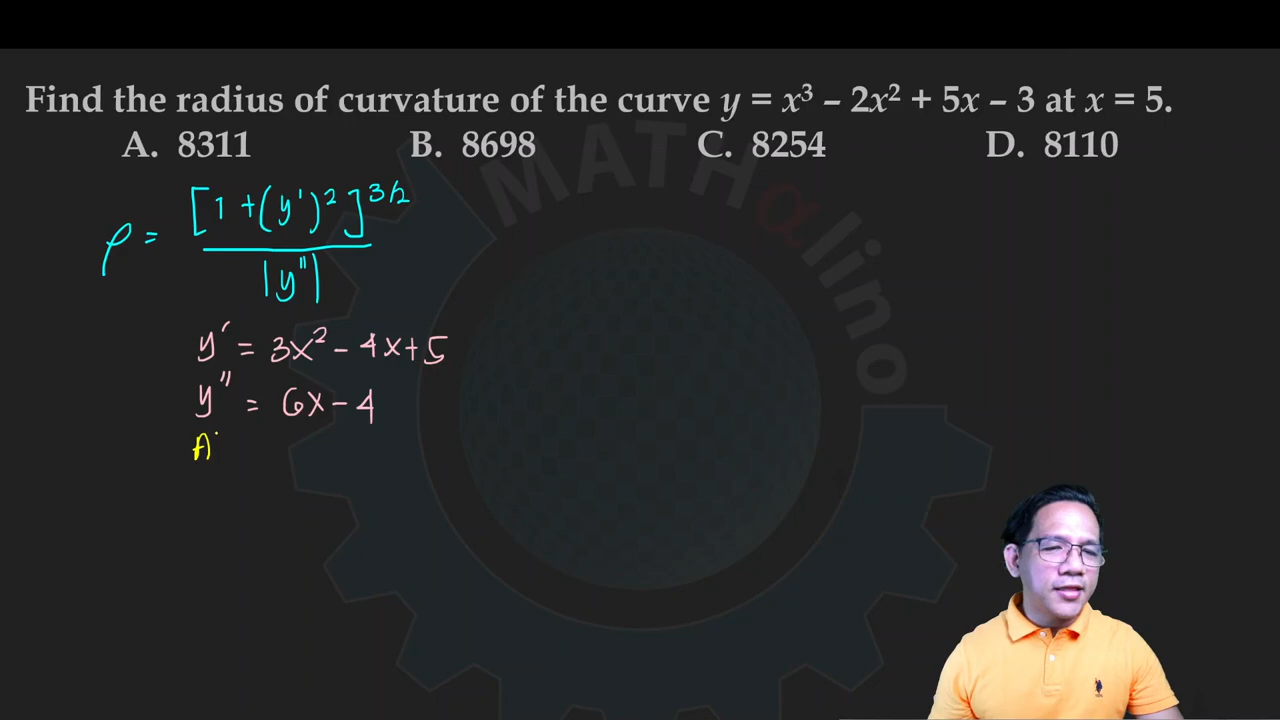 Find the radius of curvature of the curve y = x³ – 2x² + 5x – 3 at x = 5.
A. 8311 B. 8698 C. 8254 D. 8110
ρ = [1 + (y')²]^3/2 / |y"|
y' = 3x² - 4x + 5
y" = 6x - 4
A
MATHalino